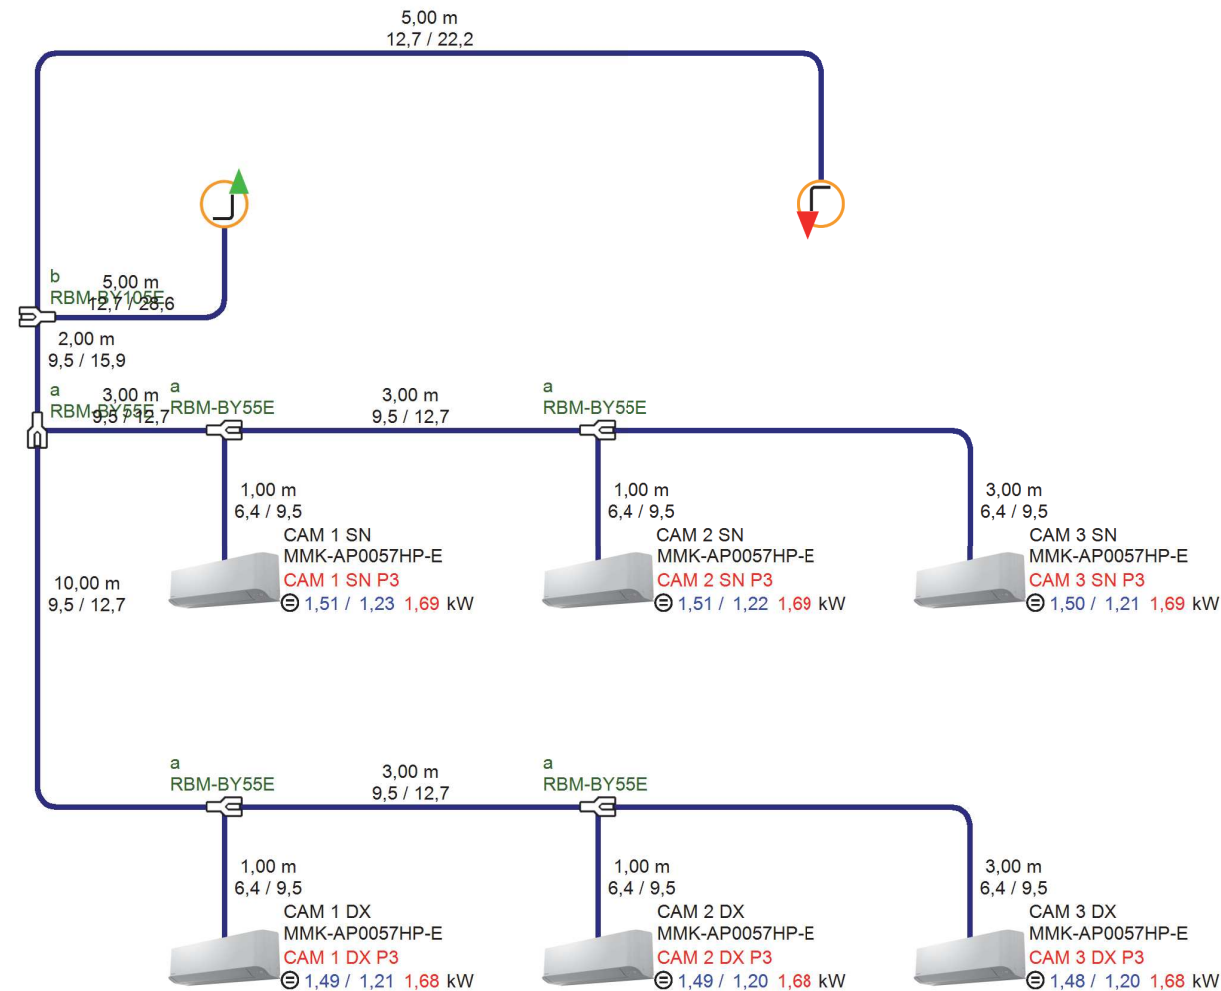 5,00 m
12,7 / 22,2
b
RBM-BY105E
5,00 m
12,7 / 28,6
2,00 m
9,5 / 15,9
a
RBM-BY55E
3,00 m
9,5 / 12,7
a
RBM-BY55E
3,00 m
9,5 / 12,7
a
RBM-BY55E
1,00 m
6,4 / 9,5
CAM 1 SN
MMK-AP0057HP-E
CAM 1 SN P3
1,51 / 1,23 1,69 kW
1,00 m
6,4 / 9,5
CAM 2 SN
MMK-AP0057HP-E
CAM 2 SN P3
1,51 / 1,22 1,69 kW
3,00 m
6,4 / 9,5
CAM 3 SN
MMK-AP0057HP-E
CAM 3 SN P3
1,50 / 1,21 1,69 kW
10,00 m
9,5 / 12,7
a
RBM-BY55E
3,00 m
9,5 / 12,7
a
RBM-BY55E
1,00 m
6,4 / 9,5
CAM 1 DX
MMK-AP0057HP-E
CAM 1 DX P3
1,49 / 1,21 1,68 kW
1,00 m
6,4 / 9,5
CAM 2 DX
MMK-AP0057HP-E
CAM 2 DX P3
1,49 / 1,20 1,68 kW
3,00 m
6,4 / 9,5
CAM 3 DX
MMK-AP0057HP-E
CAM 3 DX P3
1,48 / 1,20 1,68 kW